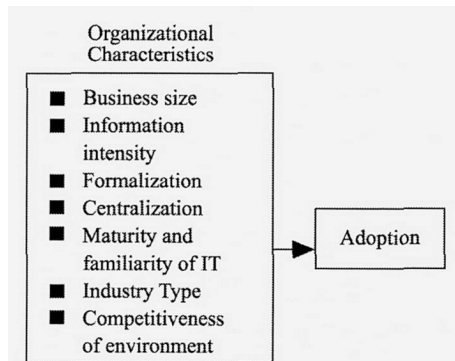 Organizational
Characteristics
■ Business size
■ Information
intensity
■ Formalization
■ Centralization
■ Maturity and
familiarity of IT
■ Industry Type
■ Competitiveness
of environment
Adoption